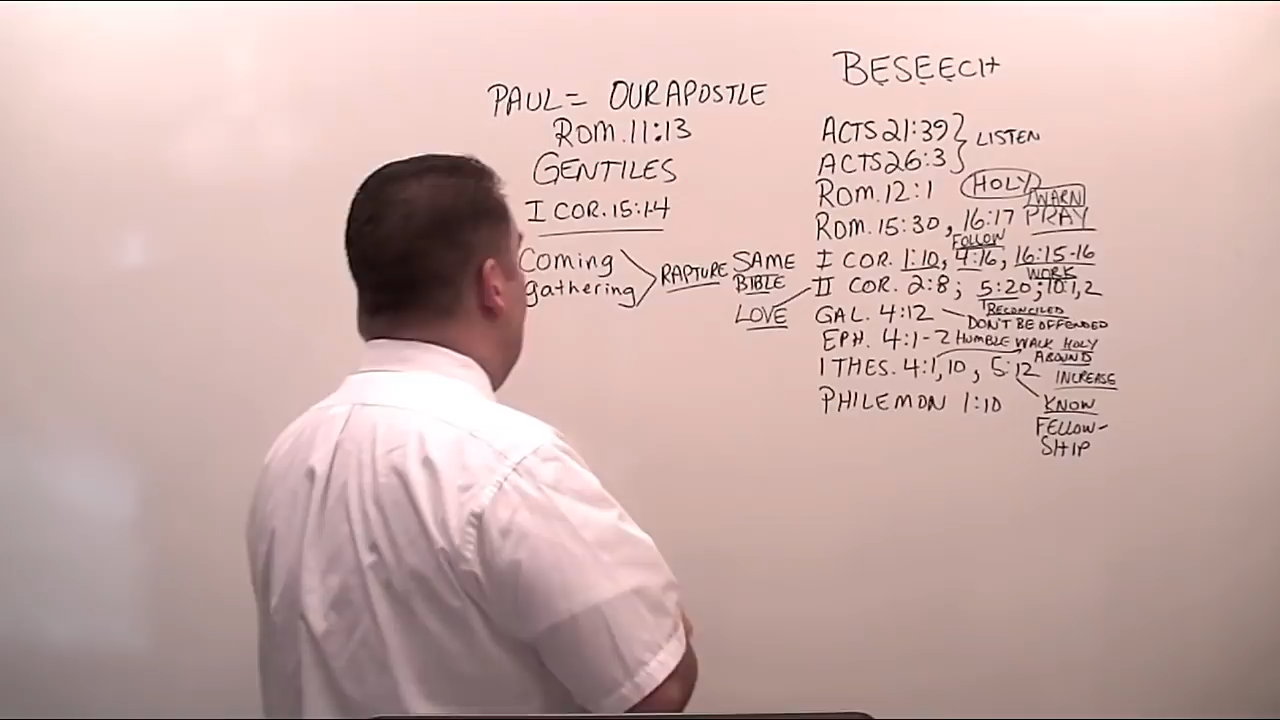 PAUL= OUR APOSTLE
ROM. 11:13
GENTILES
I COR. 15:1-4
Coming
gathering
RAPTURE
SAME
BIBLE
LOVE
BESEECH
ACTS 21:39
ACTS 26:3
LISTEN
ROM. 12:1 HOLY
WARN
ROM. 15:30, 16:17 PRAY
FOLLOW
I COR. 1:10, 4:16, 16:15-16
WORK
II COR. 2:8; 5:20; 10:1,2
RECONCILED
GAL. 4:12 DON'T BE OFFENDED
EPH. 4:1-2 HUMBLE WALK HOLY
ABOUND
I THES. 4:1,10, 5:12 INCREASE
PHILEMON 1:10 KNOW
FELLOW-
SHIP